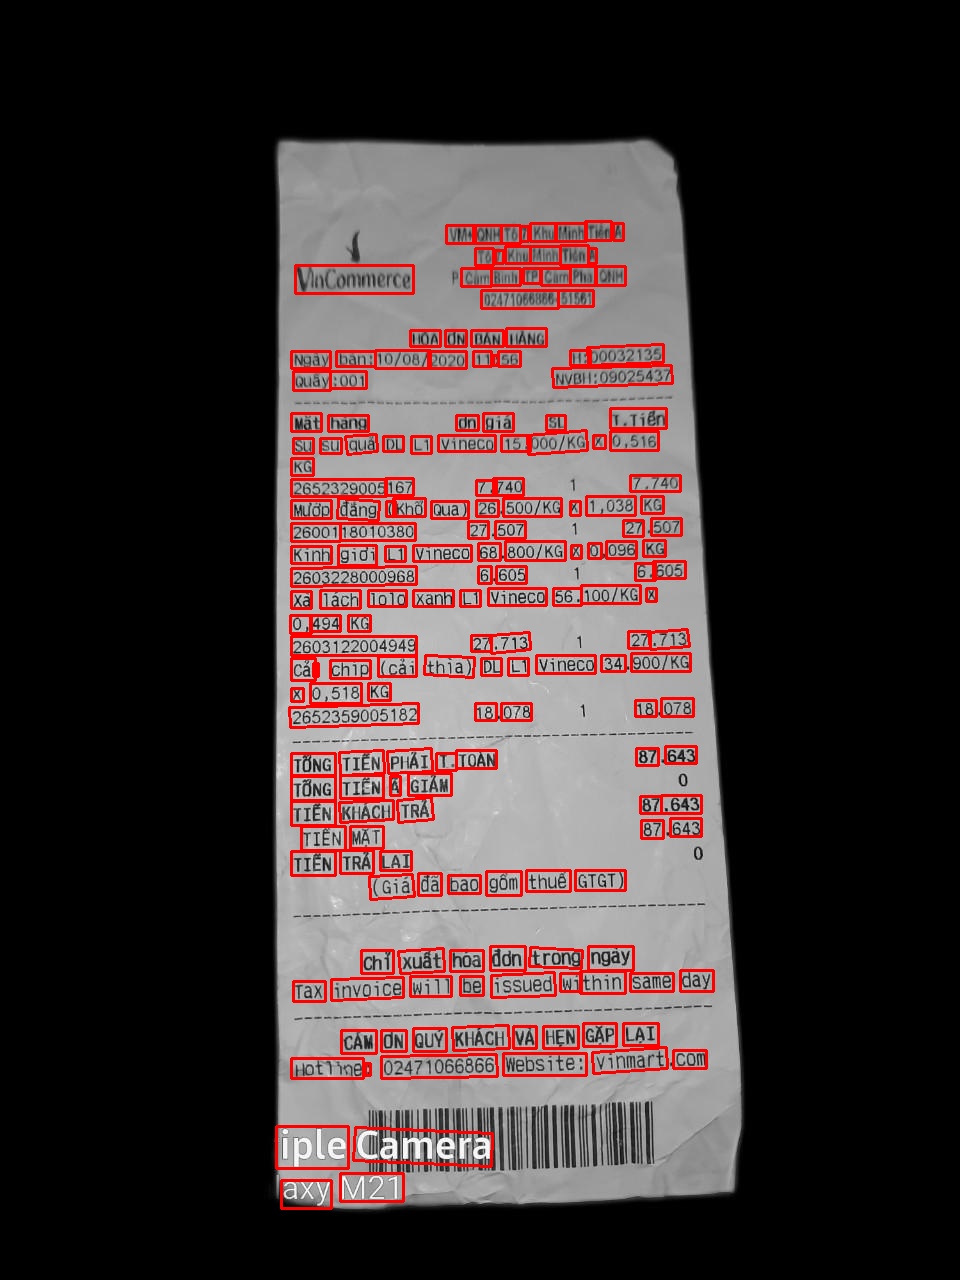 VM+ QNH Tổ 7 Khu Minh Tiến A
Tổ 7 Khu Minh Tiến A
VinCommerce
P. Cẩm Bình TP. Cẩm Phả QNH
02471066866-51561
HÓA ĐƠN BÁN HÀNG
Ngày bán: 10/08/2020 11:56 H:00032135
Quầy:001 NVBH:09025437
Mặt hàng Đơn giá SL T.Tiền
Su su quả DL L1 Vineco 15.000/KG x 0,516
KG
2652329005167 7.740 1 7.740
Mướp đắng (Khổ Qua) 26.500/KG x 1,038 KG
2600118010380 27.507 1 27.507
Kinh giới L1 Vineco 68.800/KG x 0,096 KG
2603228000968 6.605 1 6.605
Xà lách lolo xanh L1 Vineco 56.100/KG x
0,494 KG
2603122004949 27.713 1 27.713
Cải chip (cải thìa) DL L1 Vineco 34.900/KG
x 0,518 KG
2652359005182 18.078 1 18.078
TỔNG TIỀN PHẢI T.TOÁN 87.643
TỔNG TIỀN Đ GIẢM 0
TIỀN KHÁCH TRẢ 87.643
TIỀN MẶT 87.643
TIỀN TRẢ LẠI 0
(Giá đã bao gồm thuế GTGT)
Chỉ xuất hóa đơn trong ngày
Tax invoice will be issued within same day
CẢM ƠN QUÝ KHÁCH VÀ HẸN GẶP LẠI
Hotline: 02471066866 Website: Vinmart.com
iple Camera
axy M21